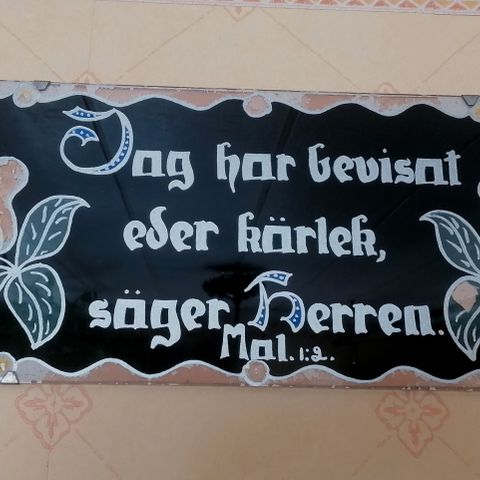 Jag har bevisat
eder kärlek,
säger Herren.
Mal. 1:2.